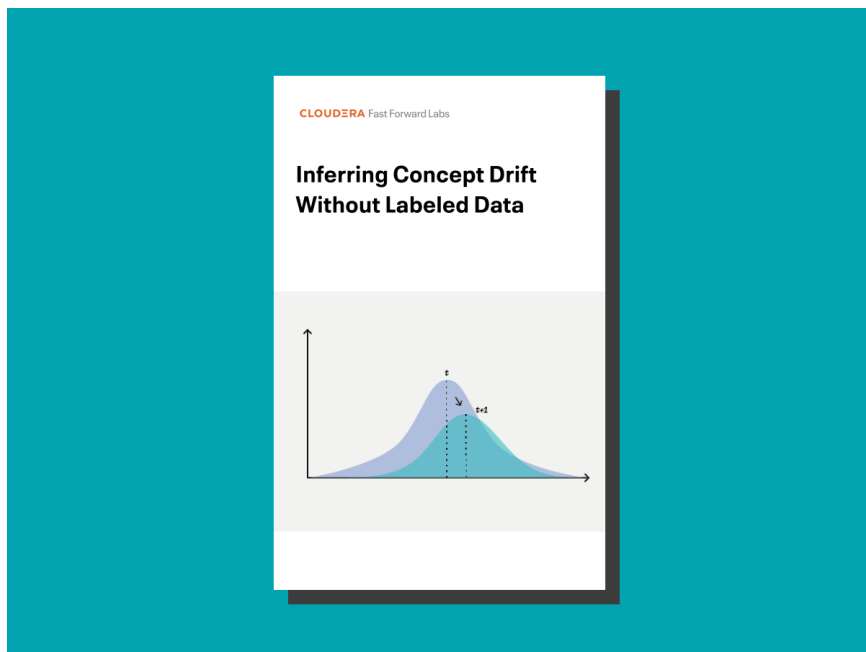 CLOUDERA Fast Forward Labs
Inferring Concept Drift
Without Labeled Data
t
t+1